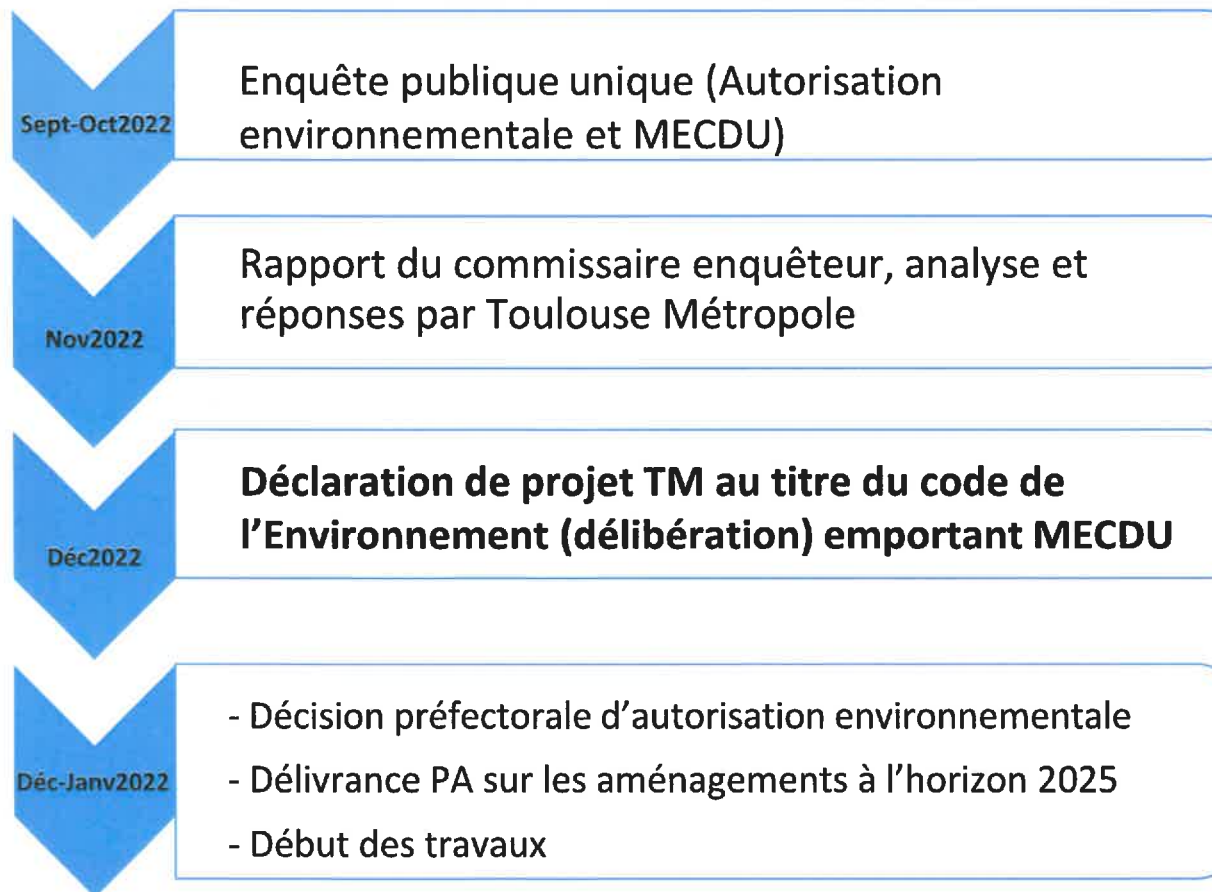 Sept-Oct2022
Enquête publique unique (Autorisation
environnementale et MECDU)
Nov2022
Rapport du commissaire enquêteur, analyse et
réponses par Toulouse Métropole
Déc2022
Déclaration de projet TM au titre du code de
l’Environnement (délibération) emportant MECDU
Déc-Janv2022
- Décision préfectorale d’autorisation environnementale
- Délivrance PA sur les aménagements à l’horizon 2025
- Début des travaux